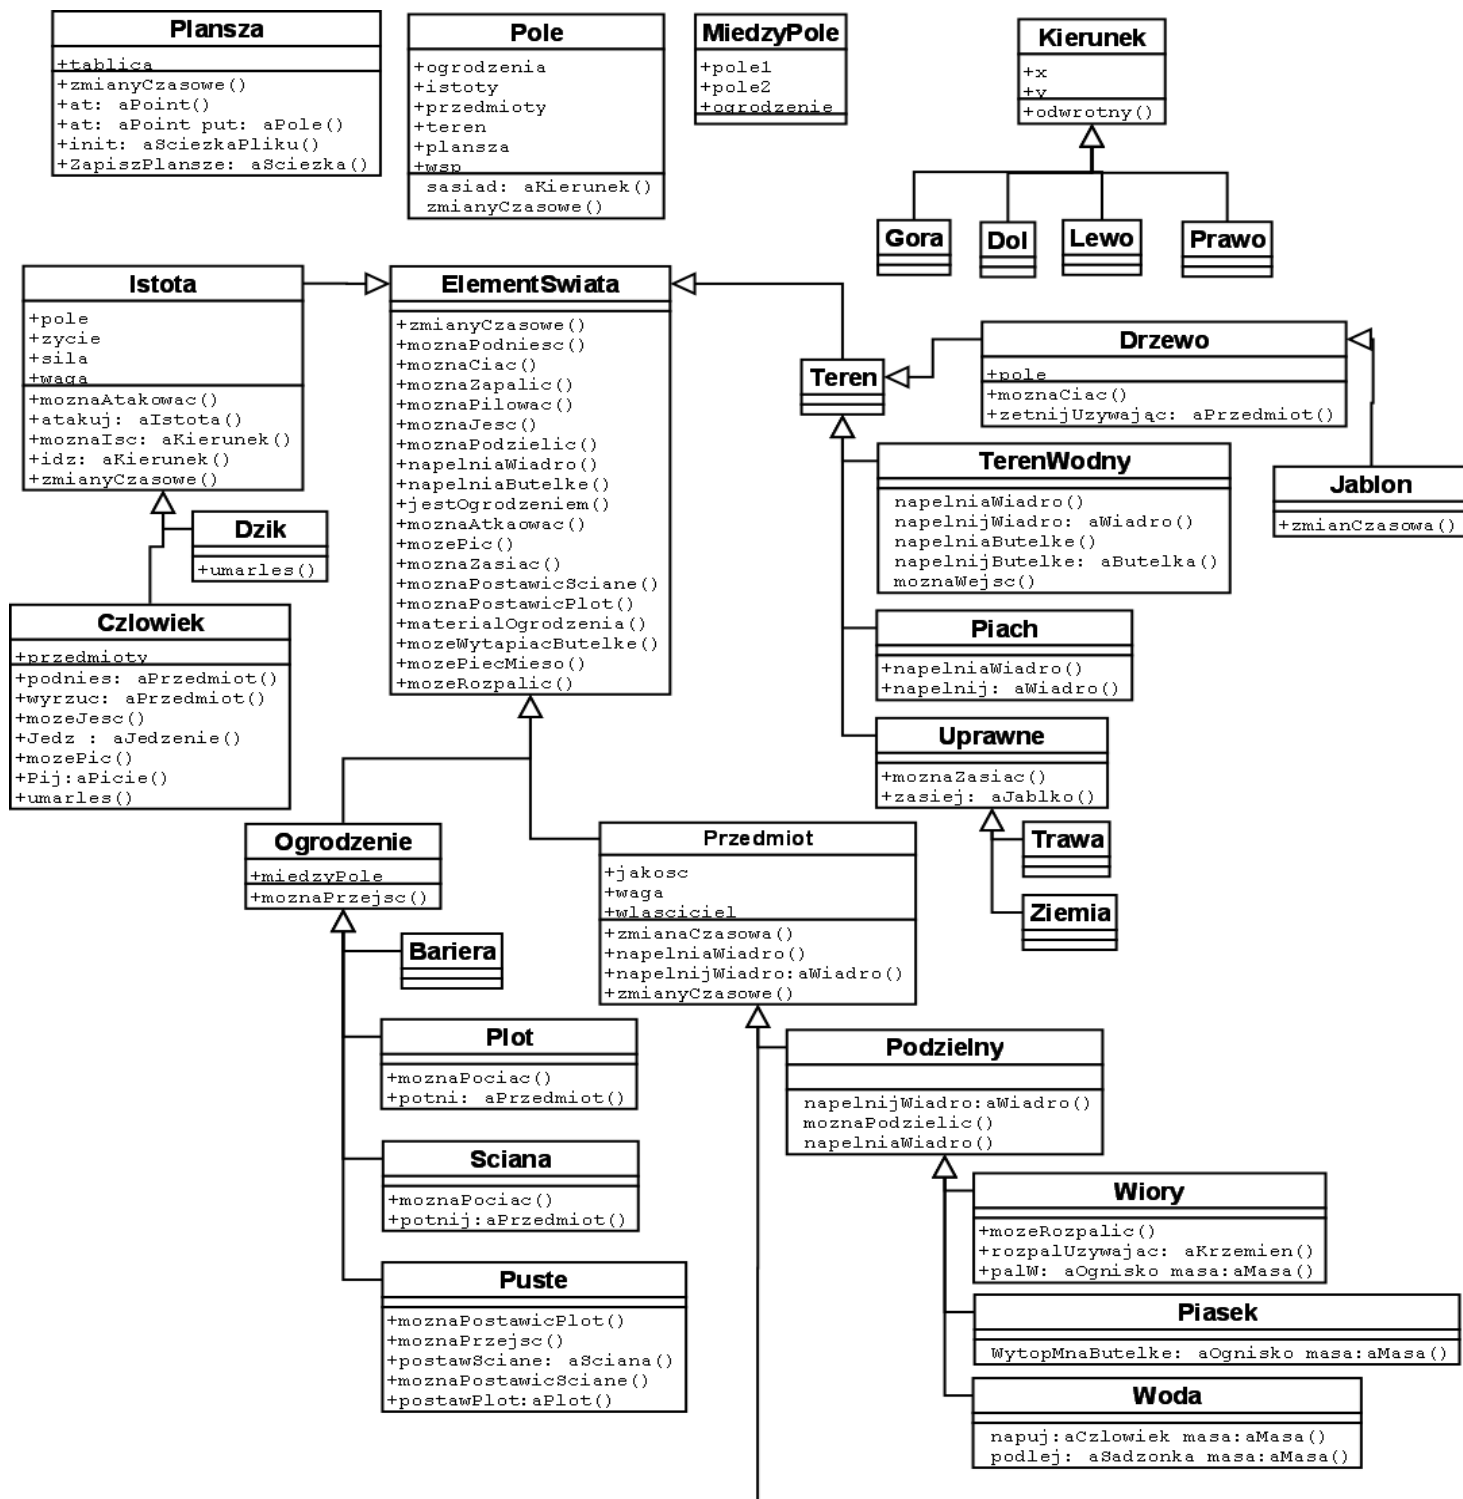 Plansza
+tablica
+zmianyCzasowe()
+at: aPoint()
+at: aPoint put: aPole()
+init: aSciezkaPliku()
+ZapiszPlansze: aSciezka()
Pole
+ogrodzenia
+istoty
+przedmioty
+teren
+plansza
+wsp
sasiad: aKierunek()
zmianyCzasowe()
MiedzyPole
+pole1
+pole2
+ogrodzenie
Kierunek
+x
+y
+odwrotny()
Gora
Dol
Lewo
Prawo
Istota
+pole
+zycie
+sila
+waga
+moznaAtakowac()
+atakuj: aIstota()
+moznaIsc: aKierunek()
+idz: aKierunek()
+zmianyCzasowe()
ElementSwiata
+zmianyCzasowe()
+moznaPodniesc()
+moznaCiac()
+moznaZapalic()
+moznaPilowac()
+moznaJesc()
+moznaPodzielic()
+napelniaWiadro()
+napelniaButelke()
+jestOgrodzeniem()
+moznaAtkaowac()
+mozePic()
+moznaZasiac()
+moznaPostawicSciane()
+moznaPostawicPlot()
+materialOgrodzenia()
+mozeWytapiacButelke()
+mozePiecMieso()
+mozeRozpalic()
Teren
Drzewo
+pole
+moznaCiac()
+zetnijUzywając: aPrzedmiot()
TerenWodny
napelniaWiadro()
napelnijWiadro: aWiadro()
napelniaButelke()
napelnijButelke: aButelka()
moznaWejsc()
Jablon
+zmianCzasowa()
Dzik
+umarles()
Czlowiek
+przedmioty
+podnies: aPrzedmiot()
+wyrzuc: aPrzedmiot()
+mozeJesc()
+Jedz : aJedzenie()
+mozePic()
+Pij:aPicie()
+umarles()
Piach
+napelniaWiadro()
+napelnij: aWiadro()
Uprawne
+moznaZasiac()
+zasiej: aJablko()
Trawa
Ziemia
Ogrodzenie
+miedzyPole
+moznaPrzejsc()
Przedmiot
+jakosc
+waga
+wlasciciel
+zmianaCzasowa()
+napelniaWiadro()
+napelnijWiadro:aWiadro()
+zmianyCzasowe()
Bariera
Plot
+moznaPociac()
+potni: aPrzedmiot()
Podzielny
napelnijWiadro:aWiadro()
moznaPodzielic()
napelniaWiadro()
Sciana
+moznaPociac()
+potnij:aPrzedmiot()
Wiory
+mozeRozpalic()
+rozpalUzywajac: aKrzemien()
+palW: aOgnisko masa:aMasa()
Puste
+moznaPostawicPlot()
+moznaPrzejsc()
+postawSciane: aSciana()
+moznaPostawicSciane()
+postawPlot:aPlot()
Piasek
WytopMnaButelke: aOgnisko masa:aMasa()
Woda
napuj:aCzlowiek masa:aMasa()
podlej: aSadzonka masa:aMasa()